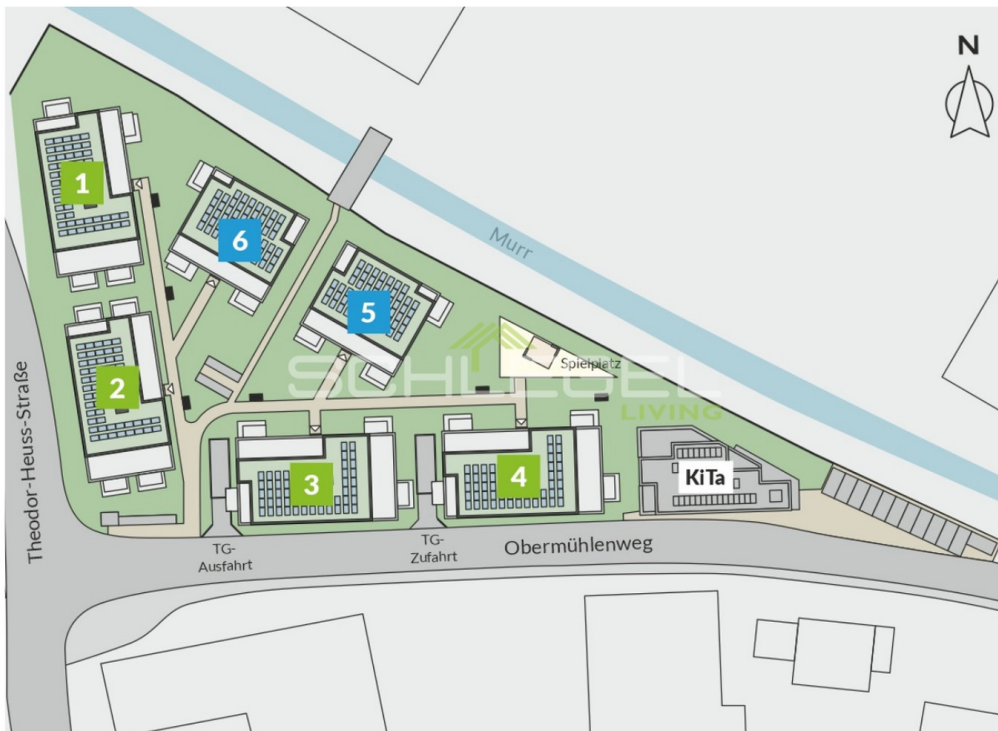 N
1
6
Murr
5
2
Spielplatz
SCHLEGEL
LIVING
Theodor-Heuss-Straße
3
4
KiTa
TG-
Ausfahrt
TG-
Zufahrt
Obermühlenweg